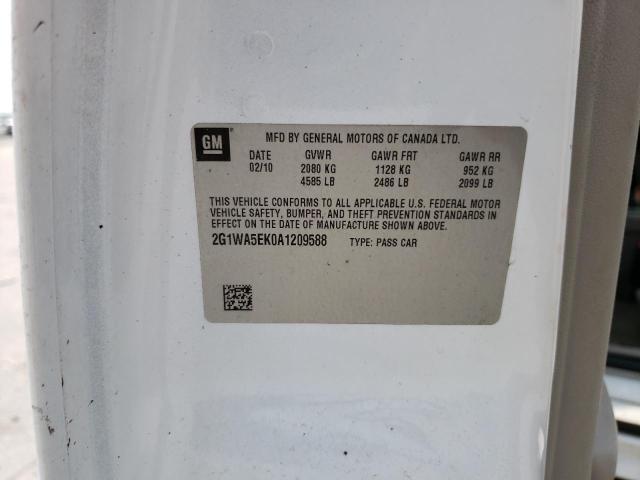 GM
MFD BY GENERAL MOTORS OF CANADA LTD.
DATE GVWR GAWR FRT GAWR RR
02/10 2080 KG 1128 KG 952 KG
4585 LB 2486 LB 2099 LB
THIS VEHICLE CONFORMS TO ALL APPLICABLE U.S. FEDERAL MOTOR
VEHICLE SAFETY, BUMPER, AND THEFT PREVENTION STANDARDS IN
EFFECT ON THE DATE OF MANUFACTURE SHOWN ABOVE.
2G1WA5EK0A1209588 TYPE: PASS CAR